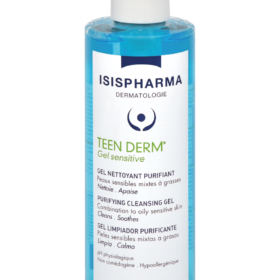 ISISPHARMA
DERMATOLOGIE
TEEN DERM®
Gel sensitive
GEL NETTOYANT PURIFIANT
Peaux sensibles mixtes à grasses
Nettoie . Apaise
PURIFYING CLEANSING GEL
Combination to oily sensitive skin
Cleans . Soothes
GEL LIMPIADOR PURIFICANTE
Pieles sensibles mixtas a grasas
Limpia . Calma
pH physiologique
Non comédogène . Hypoallergénique